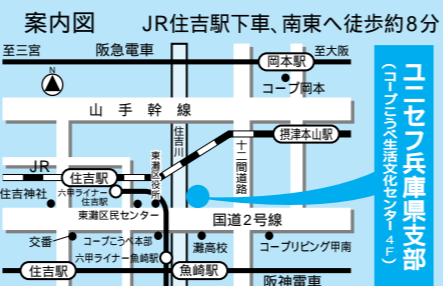 案内図 JR住吉駅下車、南東へ徒歩約8分
至三宮 阪急電車 岡本駅 至大阪
N
コープ岡本
山手幹線
住吉川
十二間道路
摂津本山駅
JR
住吉駅
東灘区役所
六甲ライナー
住吉駅
住吉神社
東灘区民センター
国道2号線
交番
コープこうべ本部
灘高校
コープリビング甲南
六甲ライナー魚崎駅
住吉駅
魚崎駅
阪神電車
ユニセフ兵庫県支部
(コープこうべ生活文化センター4F)